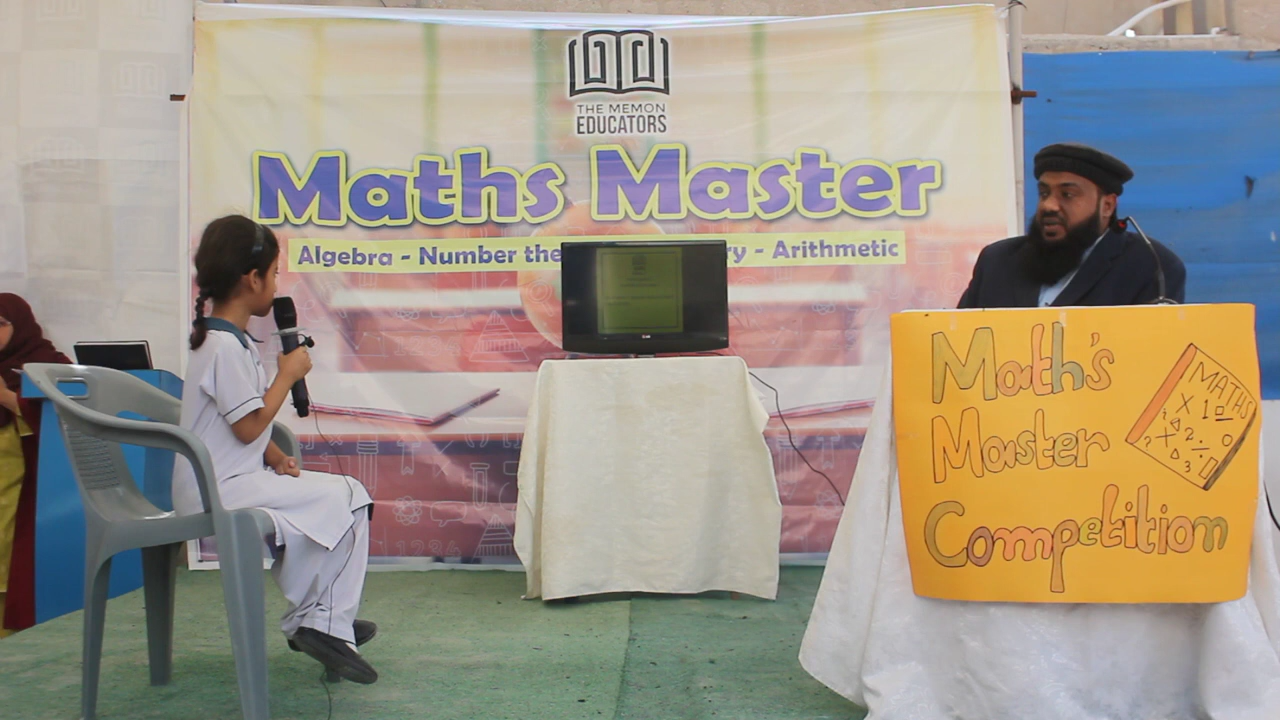 THE MEMON
EDUCATORS
Maths Master
Algebra - Number the ry - Arithmetic
Math's
Master
Competition
MATHS